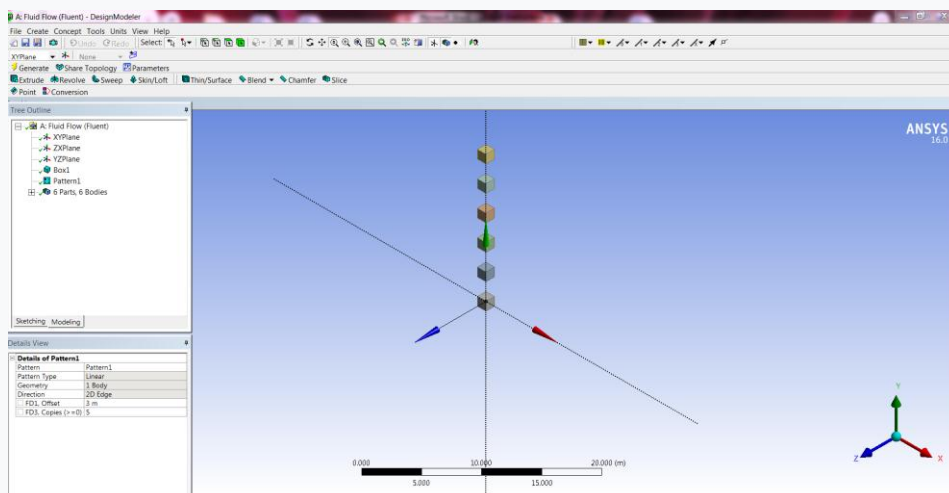 A: Fluid Flow (Fluent) - DesignModeler
File Create Concept Tools Units View Help
Undo Redo Select:
XYPlane None
Generate Share Topology Parameters
Extrude Revolve Sweep Skin/Loft Thin/Surface Blend Chamfer Slice
Point Conversion
Tree Outline
A: Fluid Flow (Fluent)
XYPlane
ZXPlane
YZPlane
Box1
Pattern1
6 Parts, 6 Bodies
Sketching Modeling
Details View
Details of Pattern1
Pattern Pattern1
Pattern Type Linear
Geometry 1 Body
Direction 2D Edge
FD1, Offset 3 m
FD3, Copies (>=0) 5
ANSYS
16.0
0.000 10.000 20.000 (m)
5.000 15.000
Y
Z X